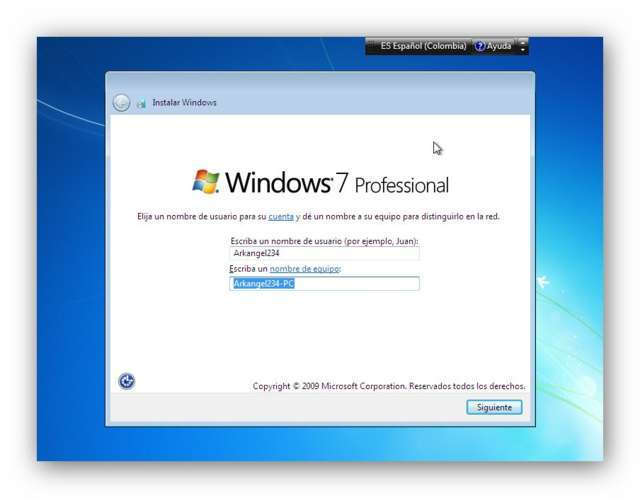 ES Español (Colombia) ? Ayuda
Instalar Windows
Windows 7 Professional
Elija un nombre de usuario para su cuenta y dé un nombre a su equipo para distinguirlo en la red.
Escriba un nombre de usuario (por ejemplo, Juan):
Arkangel234
Escriba un nombre de equipo:
Arkangel234-PC
Copyright © 2009 Microsoft Corporation. Reservados todos los derechos.
Siguiente